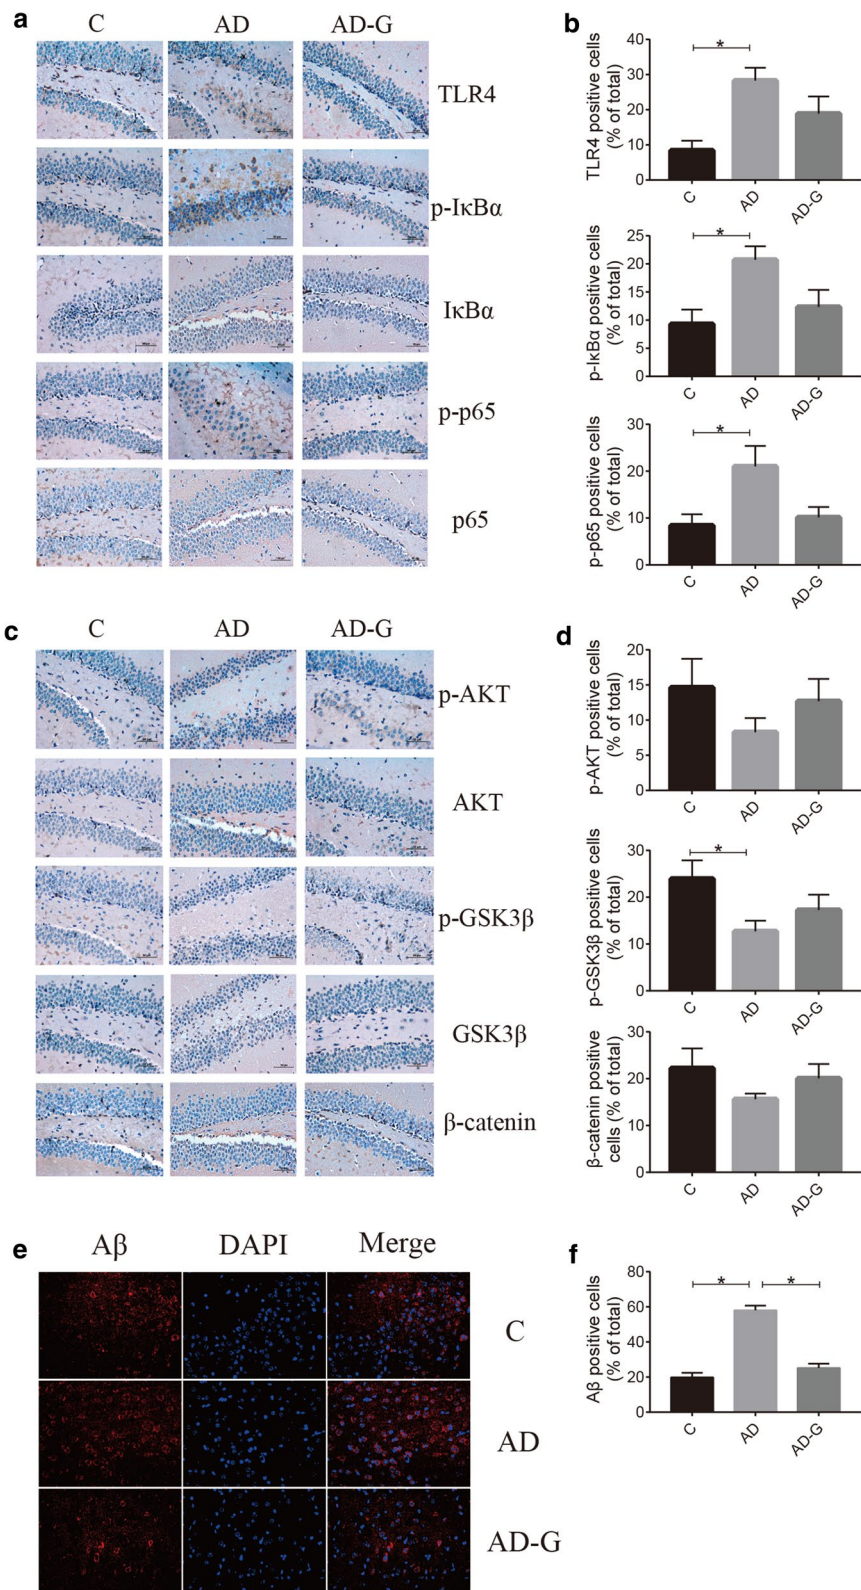 a
C AD AD-G
TLR4
p-IκBα
IκBα
p-p65
p65
b
TLR4 positive cells
(% of total)
40
30
20
10
0
*
C AD AD-G
p-IκBα positive cells
(% of total)
25
20
15
10
5
0
*
C AD AD-G
p-p65 positive cells
(% of total)
30
20
10
0
*
C AD AD-G
c
C AD AD-G
p-AKT
AKT
p-GSK3β
GSK3β
β-catenin
d
p-AKT positive cells
(% of total)
20
15
10
5
0
C AD AD-G
p-GSK3β positive cells
(% of total)
30
20
10
0
*
C AD AD-G
β-catenin positive
cells (% of total)
30
20
10
0
C AD AD-G
e
Aβ DAPI Merge
C
AD
AD-G
f
Aβ positive cells
(% of total)
80
60
40
20
0
* *
C AD AD-G